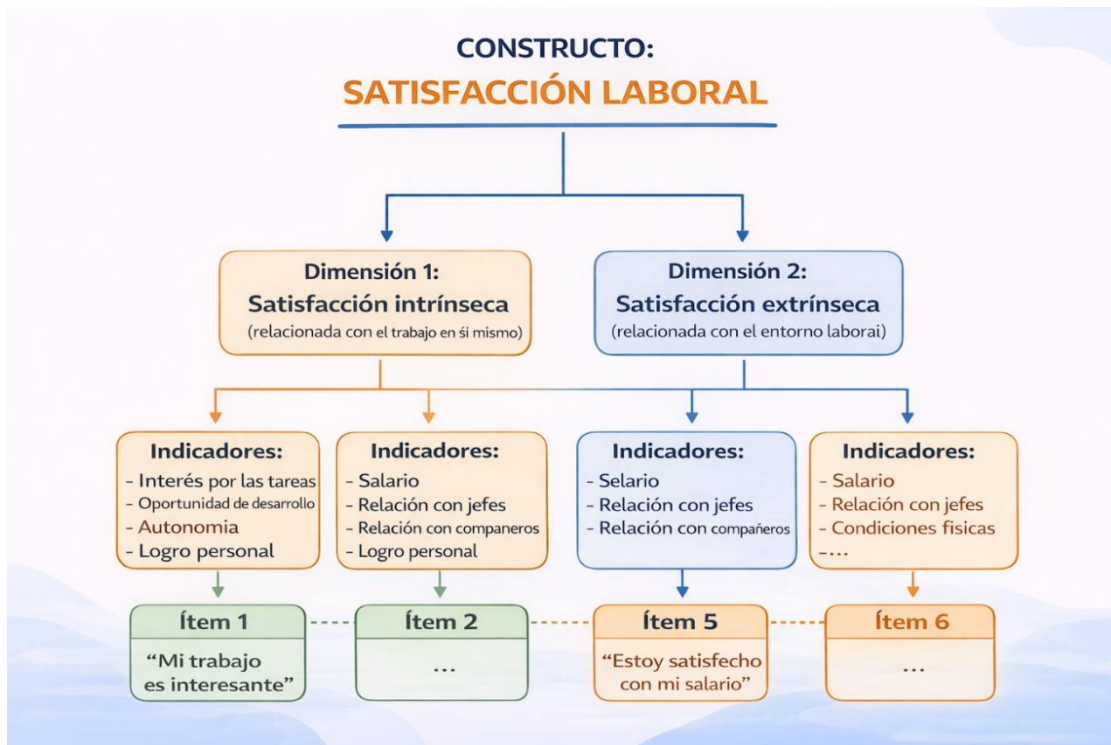 CONSTRUCTO:
SATISFACCIÓN LABORAL
Dimensión 1:
Satisfacción intrínseca
(relacionada con el trabajo en śi mismo)
Dimensión 2:
Satisfacción extrínseca
(relacionada con el entorno laborai)
Indicadores:
- Interés por las tareas
- Oportunidad de desarrollo
- Autonomia
- Logro personal
Indicadores:
- Salario
- Relación con jefes
- Relación con companeros
- Logro personal
Indicadores:
- Selario
- Relación con jefes
- Relación con compañeros
Indicadores:
- Salario
- Relación con jefes
- Condiciones fisicas
-...
Ítem 1
“Mi trabajo
es interesante”
Ítem 2
...
Ítem 5
“Estoy satisfecho
con mi salario”
Ítem 6
...